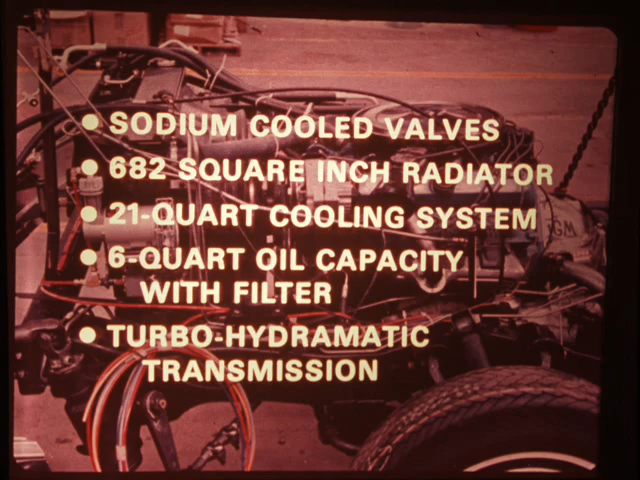 • SODIUM COOLED VALVES
• 682 SQUARE INCH RADIATOR
• 21-QUART COOLING SYSTEM
• 6-QUART OIL CAPACITY
WITH FILTER
• TURBO-HYDRAMATIC
TRANSMISSION
GM